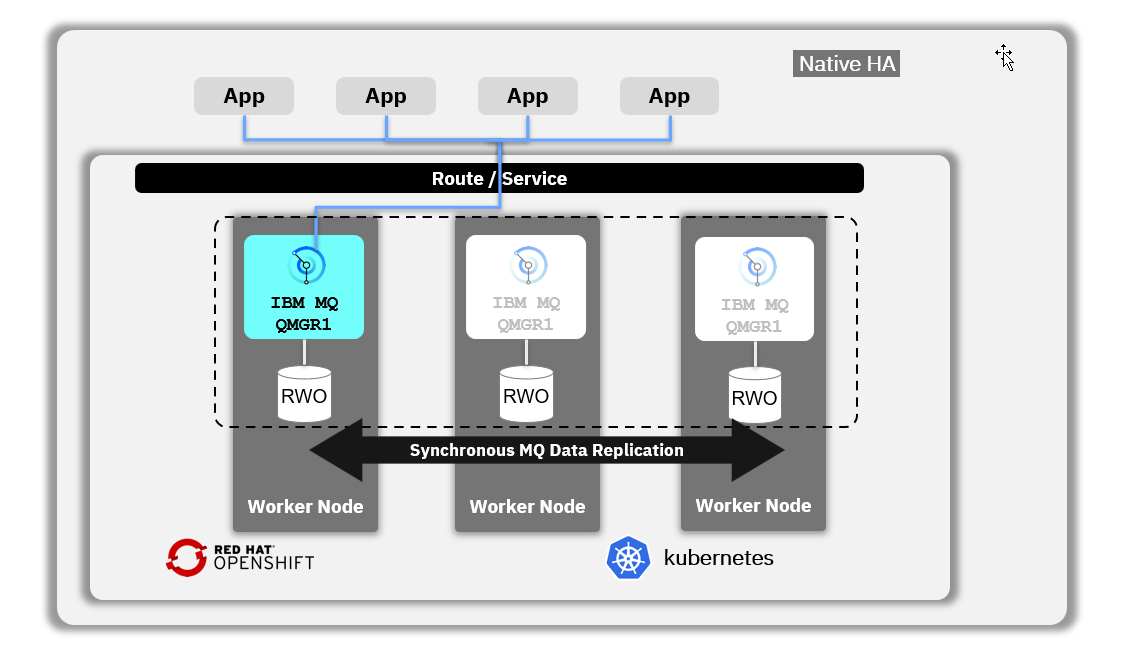 Native HA
App
App
App
App
Route / Service
IBM MQ
QMGR1
IBM MQ
QMGR1
IBM MQ
QMGR1
RWO
RWO
RWO
Synchronous MQ Data Replication
Worker Node
Worker Node
Worker Node
RED HAT
OPENSHIFT
kubernetes